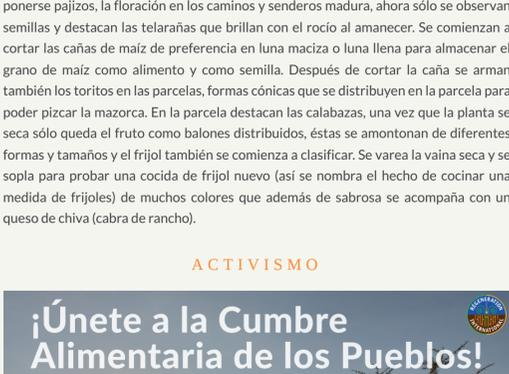 ponerse pajizos, la floración en los caminos y senderos madura, ahora sólo se observan
semillas y destacan las telarañas que brillan con el rocío al amanecer. Se comienzan a
cortar las cañas de maíz de preferencia en luna maciza o luna llena para almacenar el
grano de maíz como alimento y como semilla. Después de cortar la caña se arman
también los toritos en las parcelas, formas cónicas que se distribuyen en la parcela para
poder pizcar la mazorca. En la parcela destacan las calabazas, una vez que la planta se
seca sólo queda el fruto como balones distribuidos, éstas se amontonan de diferentes
formas y tamaños y el frijol también se comienza a clasificar. Se varea la vaina seca y se
sopla para probar una cocida de frijol nuevo (así se nombra el hecho de cocinar una
medida de frijoles) de muchos colores que además de sabrosa se acompaña con un
queso de chiva (cabra de rancho).
ACTIVISMO
REGENERATION
INTERNATIONAL
¡Únete a la Cumbre
Alimentaria de los Pueblos!